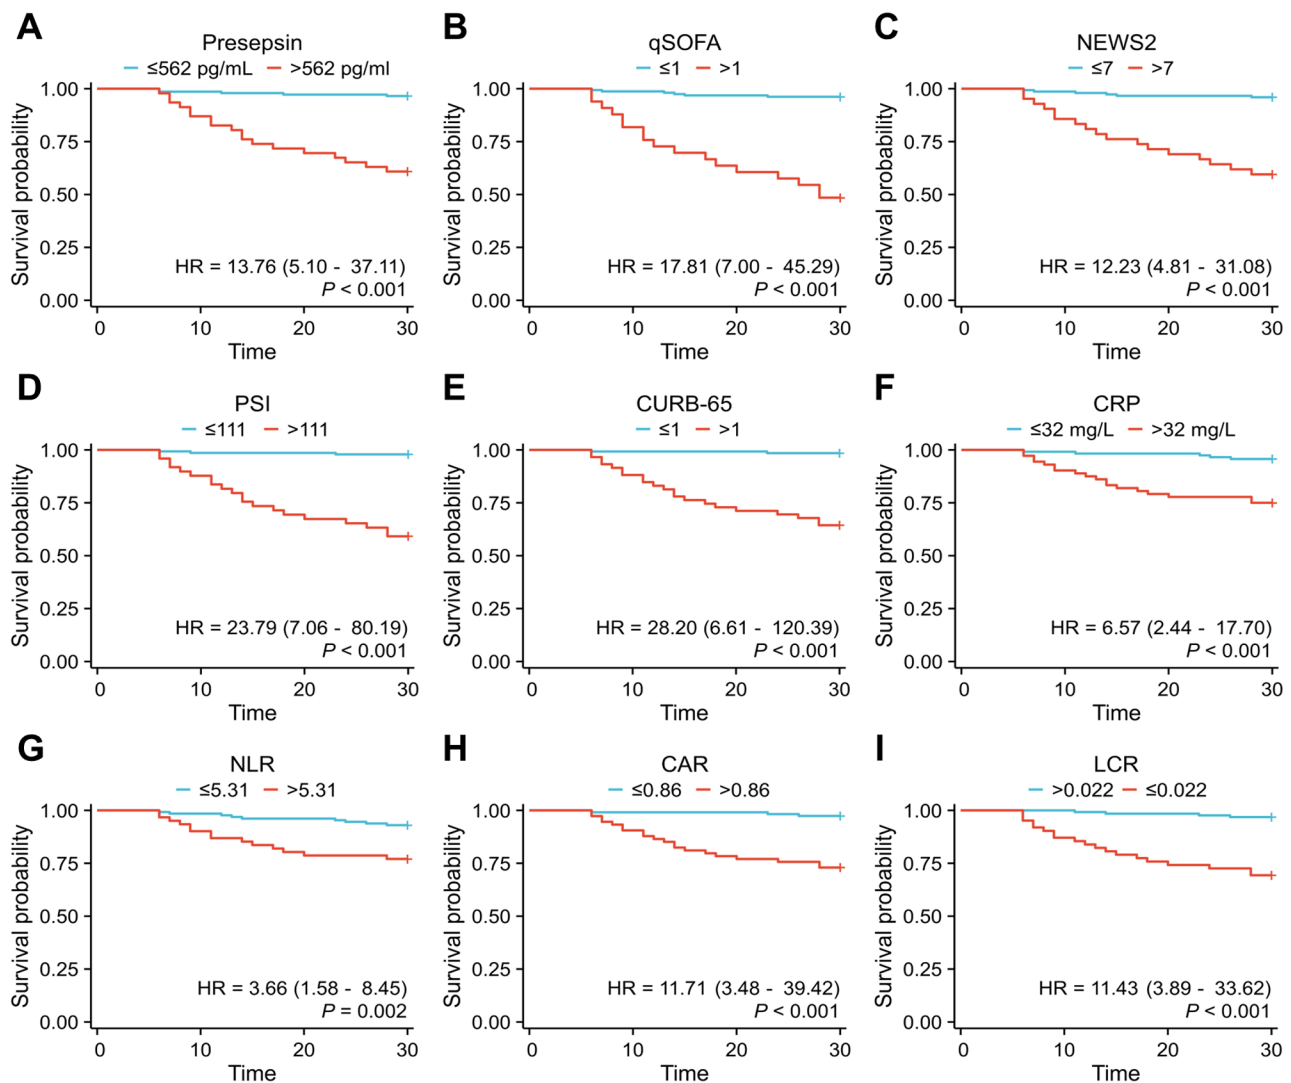 A
Presepsin
≤562 pg/mL >562 pg/ml
1.00
0.75
0.50
0.25
0.00
Survival probability
HR = 13.76 (5.10 - 37.11)
P < 0.001
0 10 20 30
Time
B
qSOFA
≤1 >1
1.00
0.75
0.50
0.25
0.00
Survival probability
HR = 17.81 (7.00 - 45.29)
P < 0.001
0 10 20 30
Time
C
NEWS2
≤7 >7
1.00
0.75
0.50
0.25
0.00
Survival probability
HR = 12.23 (4.81 - 31.08)
P < 0.001
0 10 20 30
Time
D
PSI
≤111 >111
1.00
0.75
0.50
0.25
0.00
Survival probability
HR = 23.79 (7.06 - 80.19)
P < 0.001
0 10 20 30
Time
E
CURB-65
≤1 >1
1.00
0.75
0.50
0.25
0.00
Survival probability
HR = 28.20 (6.61 - 120.39)
P < 0.001
0 10 20 30
Time
F
CRP
≤32 mg/L >32 mg/L
1.00
0.75
0.50
0.25
0.00
Survival probability
HR = 6.57 (2.44 - 17.70)
P < 0.001
0 10 20 30
Time
G
NLR
≤5.31 >5.31
1.00
0.75
0.50
0.25
0.00
Survival probability
HR = 3.66 (1.58 - 8.45)
P = 0.002
0 10 20 30
Time
H
CAR
≤0.86 >0.86
1.00
0.75
0.50
0.25
0.00
Survival probability
HR = 11.71 (3.48 - 39.42)
P < 0.001
0 10 20 30
Time
I
LCR
>0.022 ≤0.022
1.00
0.75
0.50
0.25
0.00
Survival probability
HR = 11.43 (3.89 - 33.62)
P < 0.001
0 10 20 30
Time